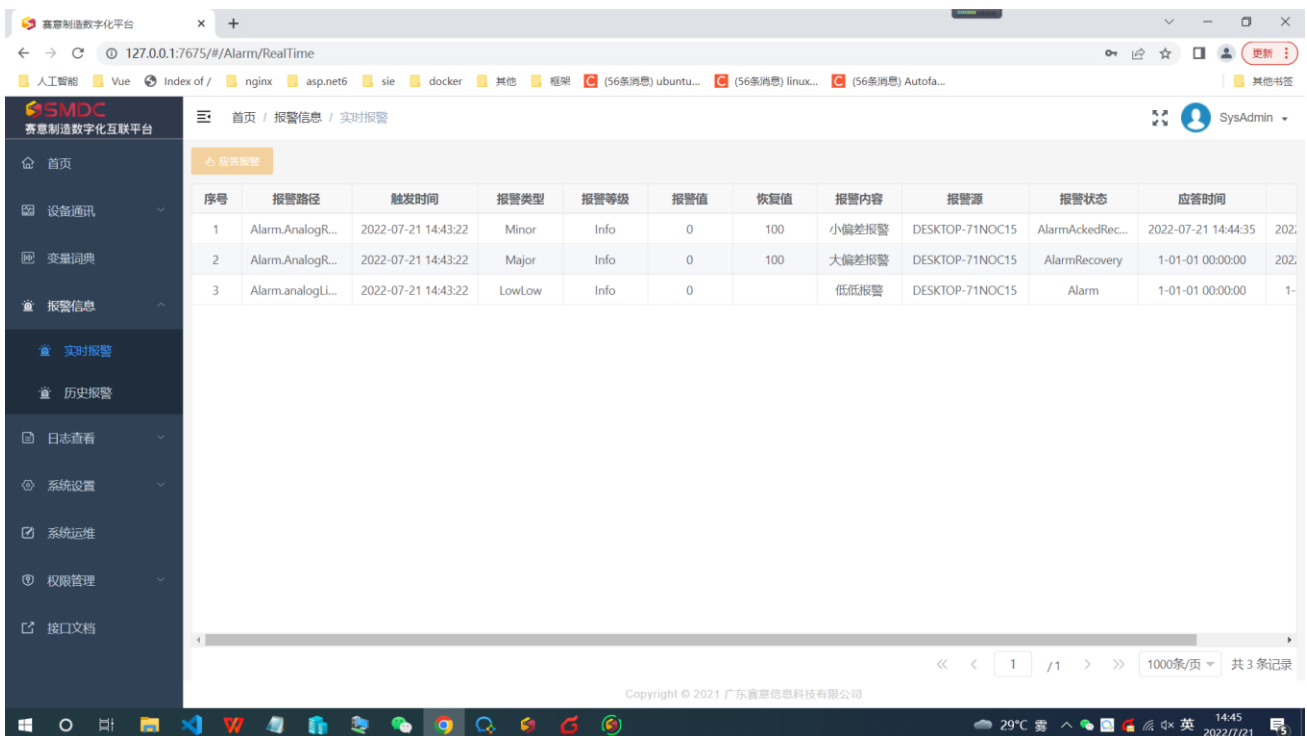 赛意制造数字化平台
127.0.0.1:7675/#/Alarm/RealTime
更新
人工智能 Vue Index of / nginx asp.net6 sie docker 其他 框架 (56条消息) ubuntu... (56条消息) linux... (56条消息) Autofa... 其他书签
SMDC
赛意制造数字化互联平台
首页 / 报警信息 / 实时报警
SysAdmin
首页
设备通讯
变量词典
报警信息
实时报警
历史报警
日志查看
系统设置
系统运维
权限管理
接口文档
应答报警
序号 报警路径 触发时间 报警类型 报警等级 报警值 恢复值 报警内容 报警源 报警状态 应答时间
1 Alarm.AnalogR... 2022-07-21 14:43:22 Minor Info 0 100 小偏差报警 DESKTOP-71NOC15 AlarmAckedRec... 2022-07-21 14:44:35 202
2 Alarm.AnalogR... 2022-07-21 14:43:22 Major Info 0 100 大偏差报警 DESKTOP-71NOC15 AlarmRecovery 1-01-01 00:00:00 202
3 Alarm.analogLi... 2022-07-21 14:43:22 LowLow Info 0 低低报警 DESKTOP-71NOC15 Alarm 1-01-01 00:00:00 1-
1 / 1 1000条/页 共 3 条记录
Copyright © 2021 广东赛意信息科技有限公司
29°C 雾 英 14:45
2022/7/21